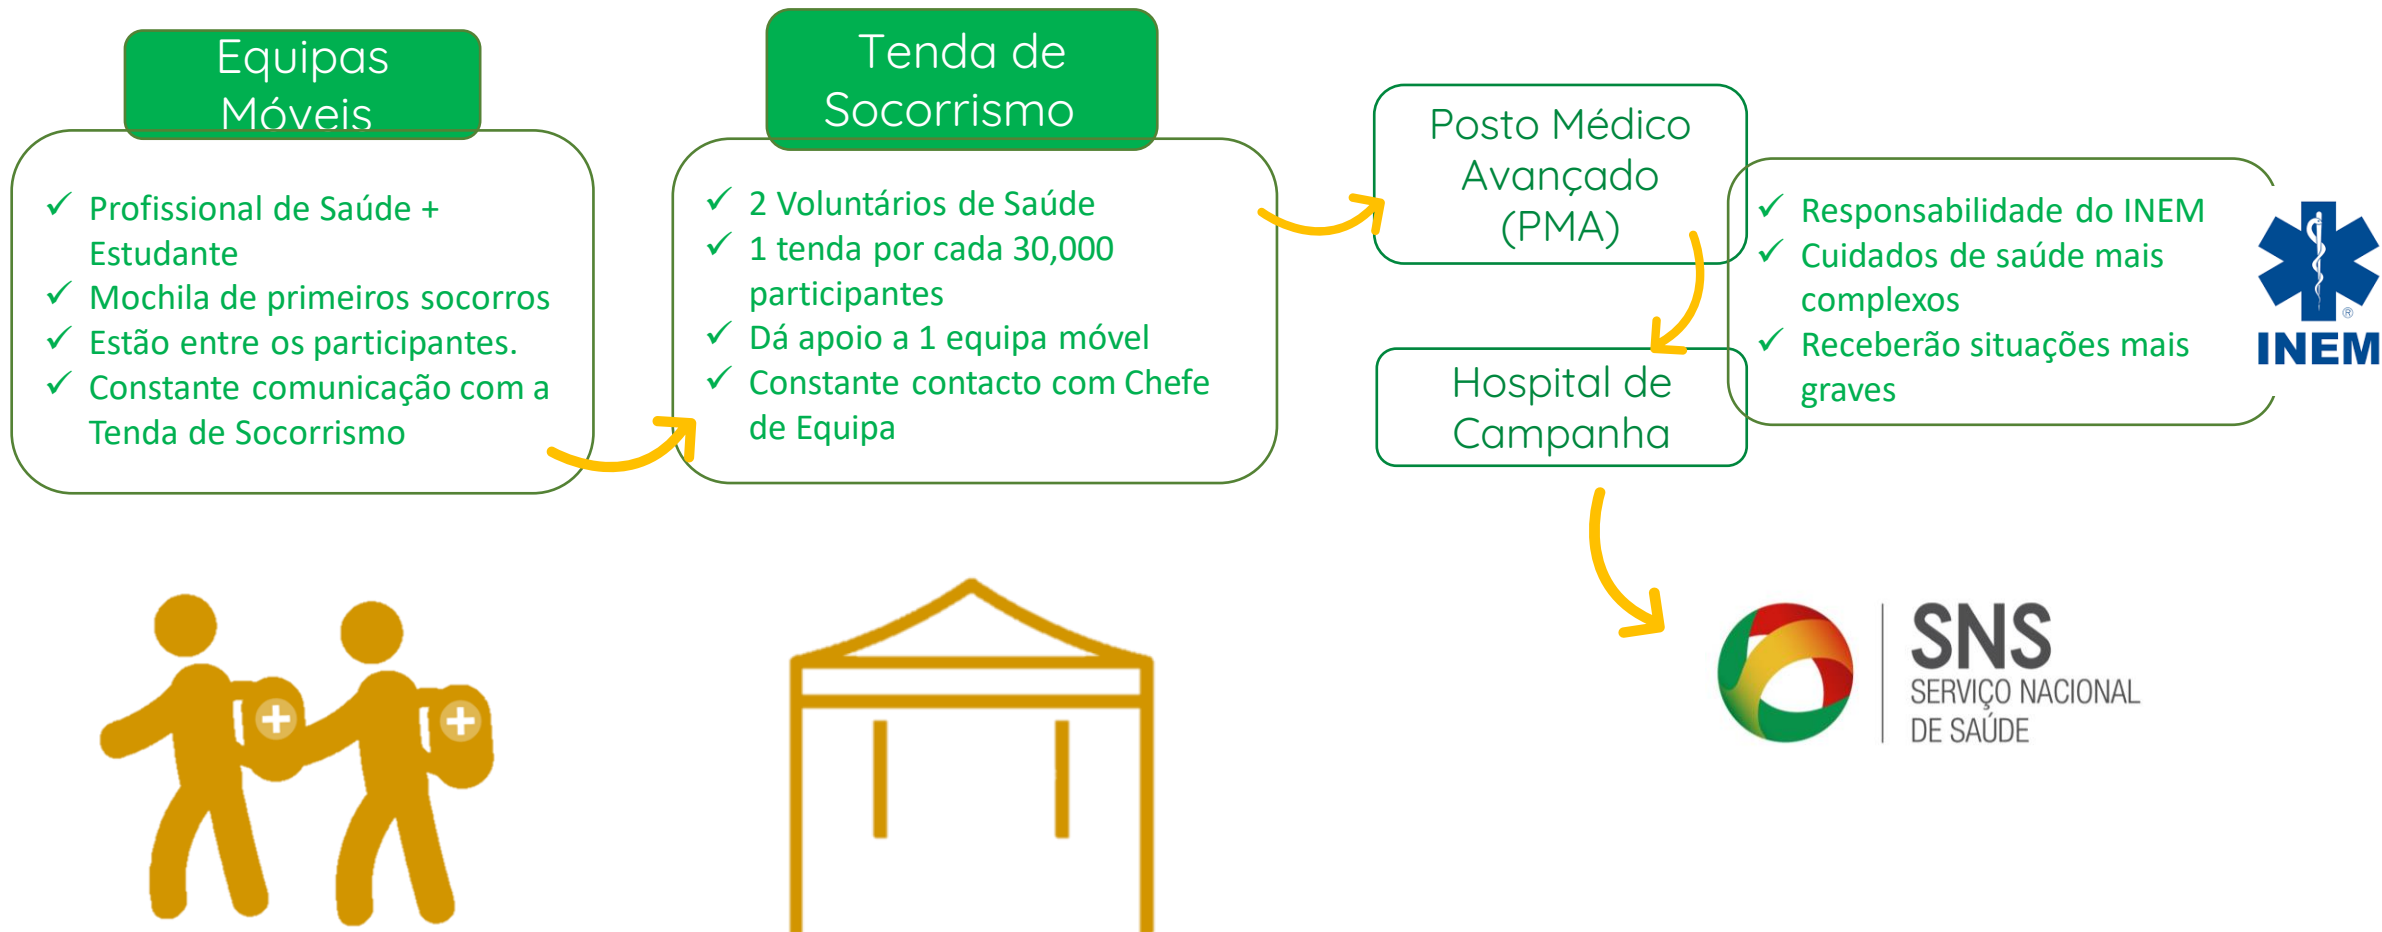 Equipas
Móveis
✓ Profissional de Saúde +
Estudante
✓ Mochila de primeiros socorros
✓ Estão entre os participantes.
✓ Constante comunicação com a
Tenda de Socorrismo
Tenda de
Socorrismo
✓ 2 Voluntários de Saúde
✓ 1 tenda por cada 30,000
participantes
✓ Dá apoio a 1 equipa móvel
✓ Constante contacto com Chefe
de Equipa
Posto Médico
Avançado
(PMA)
Hospital de
Campanha
✓ Responsabilidade do INEM
✓ Cuidados de saúde mais
complexos
✓ Receberão situações mais
graves
®
INEM
SNS
SERVIÇO NACIONAL
DE SAÚDE